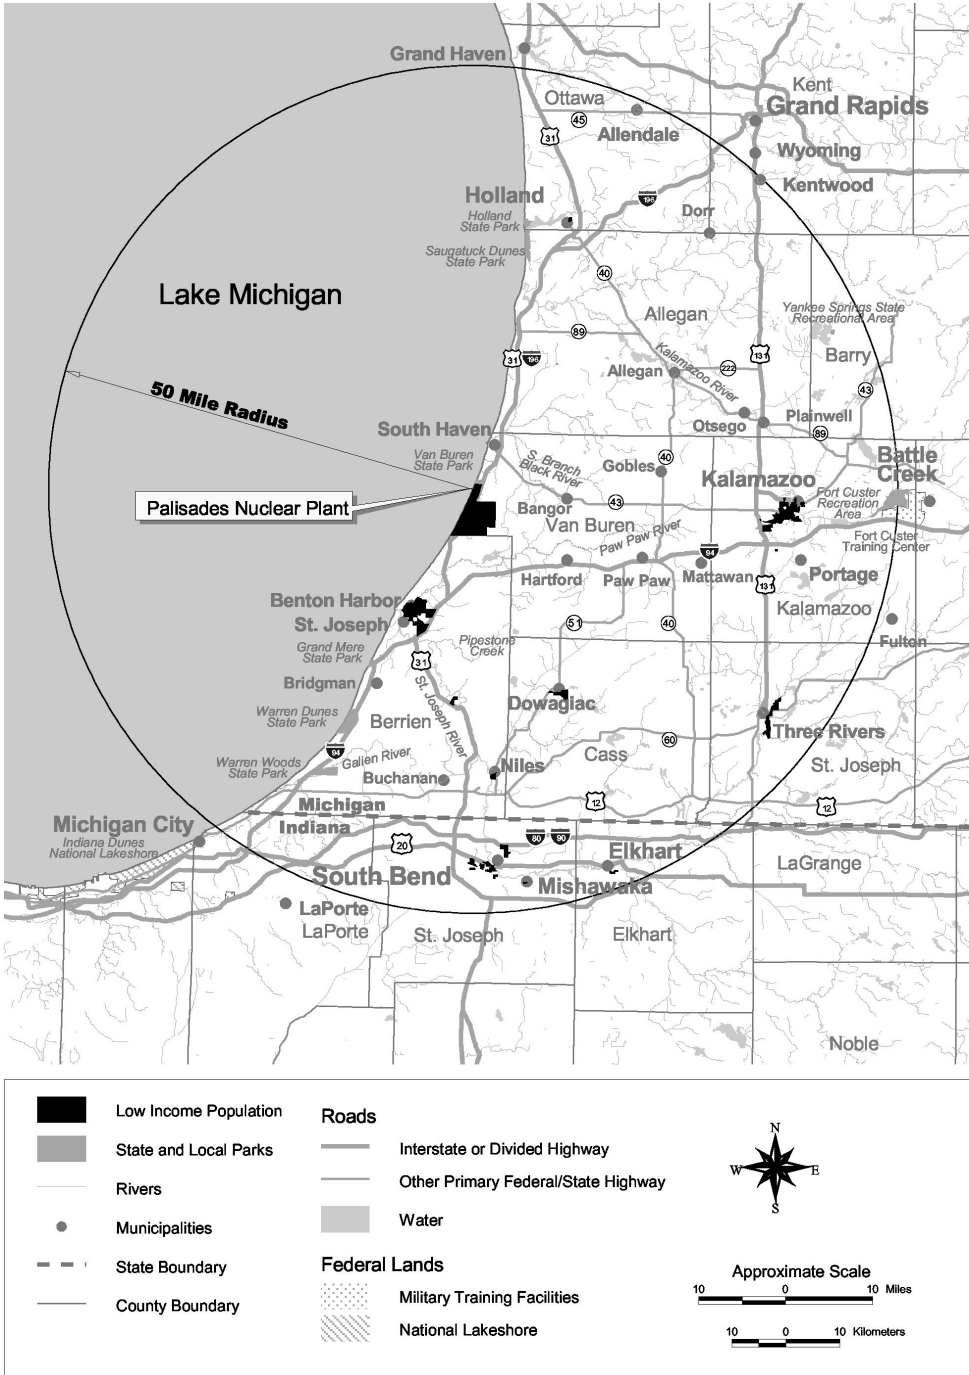 Grand Haven
Kent
Ottawa
Grand Rapids
45
31
Allendale
Wyoming
Kentwood
Holland
196
Dorr
Holland
State Park
Saugatuck Dunes
State Park
40
Lake Michigan
Allegan
Yankee Springs State
Recreational Area
89
31
196
131
Barry
Kalamazoo River
Allegan
222
43
50 Mile Radius
Plainwell
Otsego
South Haven
89
Van Buren
State Park
S. Branch
Black River
40
Gobles
Battle
Creek
Kalamazoo
Palisades Nuclear Plant
Bangor
43
Fort Custer
Recreation
Area
Van Buren
Paw Paw River
94
Fort Custer
Training Center
Hartford
Paw Paw
Mattawan
131
Portage
Benton Harbor
Kalamazoo
St. Joseph
51
40
Grand Mere
State Park
Pipestone
Creek
Fulton
31
Bridgman
St. Joseph River
Dowagiac
Warren Dunes
State Park
Berrien
Three Rivers
60
94
Galien River
Cass
Warren Woods
State Park
Niles
St. Joseph
Buchanan
Michigan
12
12
Michigan City
Indiana
Indiana Dunes
National Lakeshore
20
80
90
Elkhart
LaGrange
South Bend
Mishawaka
LaPorte
LaPorte
St. Joseph
Elkhart
Noble
Low Income Population
State and Local Parks
Rivers
Municipalities
State Boundary
County Boundary
Roads
Interstate or Divided Highway
Other Primary Federal/State Highway
Water
Federal Lands
Military Training Facilities
National Lakeshore
N
W
E
S
Approximate Scale
10 0 10 Miles
10 0 10 Kilometers